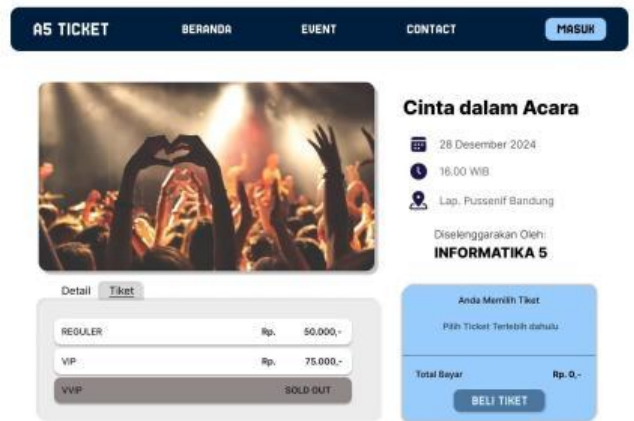 A5 TICKET BERANDA EVENT CONTACT MASUK
Cinta dalam Acara
28 Desember 2024
16.00 WIB
Lap. Pussenif Bandung
Diselenggarakan Oleh:
INFORMATIKA 5
Detail Tiket
REGULER Rp. 50.000,-
VIP Rp. 75.000,-
VVIP SOLD OUT
Anda Memilih Tiket
Pilih Ticket Terlebih dahulu
Total Bayar Rp. 0,-
BELI TIKET